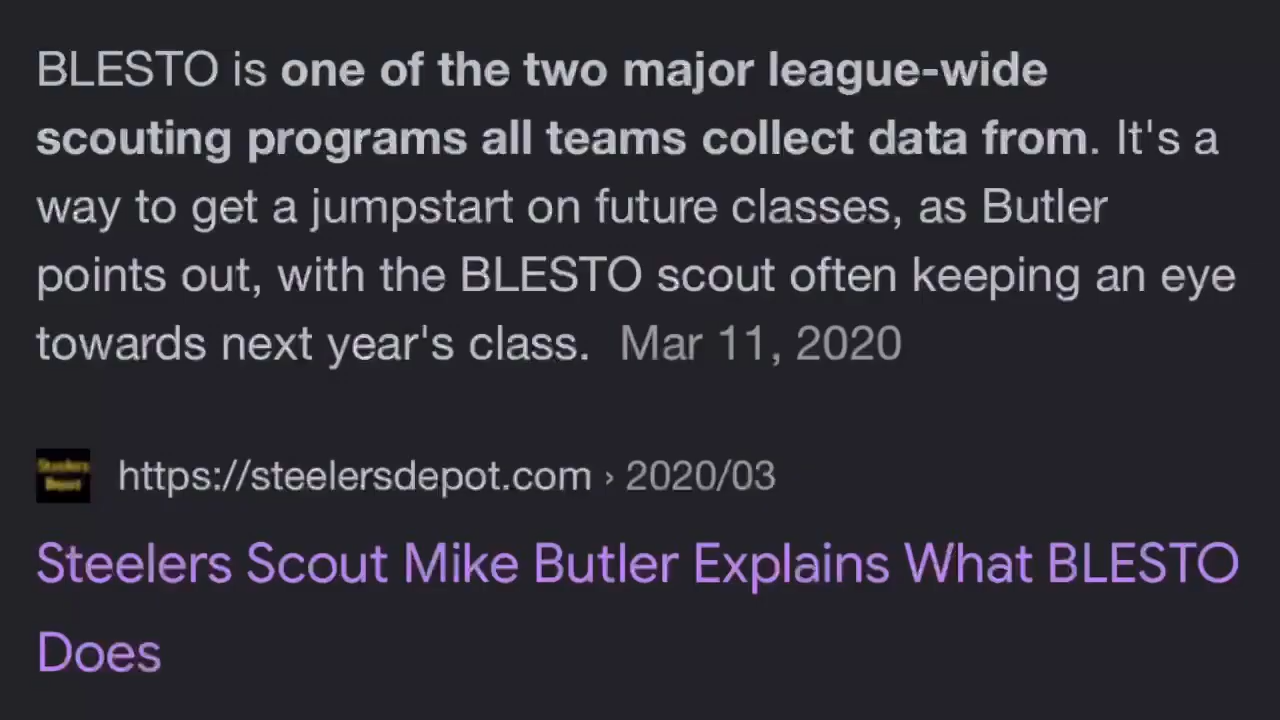 BLESTO is one of the two major league-wide
scouting programs all teams collect data from. It's a
way to get a jumpstart on future classes, as Butler
points out, with the BLESTO scout often keeping an eye
towards next year's class. Mar 11, 2020
Steelers
Depot
https://steelersdepot.com › 2020/03
Steelers Scout Mike Butler Explains What BLESTO
Does